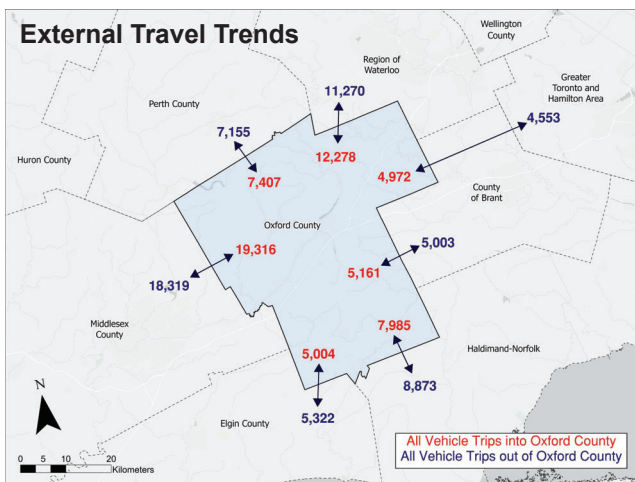 External Travel Trends
Wellington
County
Region of
Waterloo
Greater
Toronto and
Hamilton Area
11,270
4,553
Perth County
7,155
12,278
Huron County
7,407
4,972
County
of Brant
Oxford County
19,316
5,003
5,161
18,319
Middlesex
County
7,985
Haldimand-Norfolk
5,004
8,873
N
5,322
Elgin County
All Vehicle Trips into Oxford County
All Vehicle Trips out of Oxford County
0 5 10 20
Kilometers